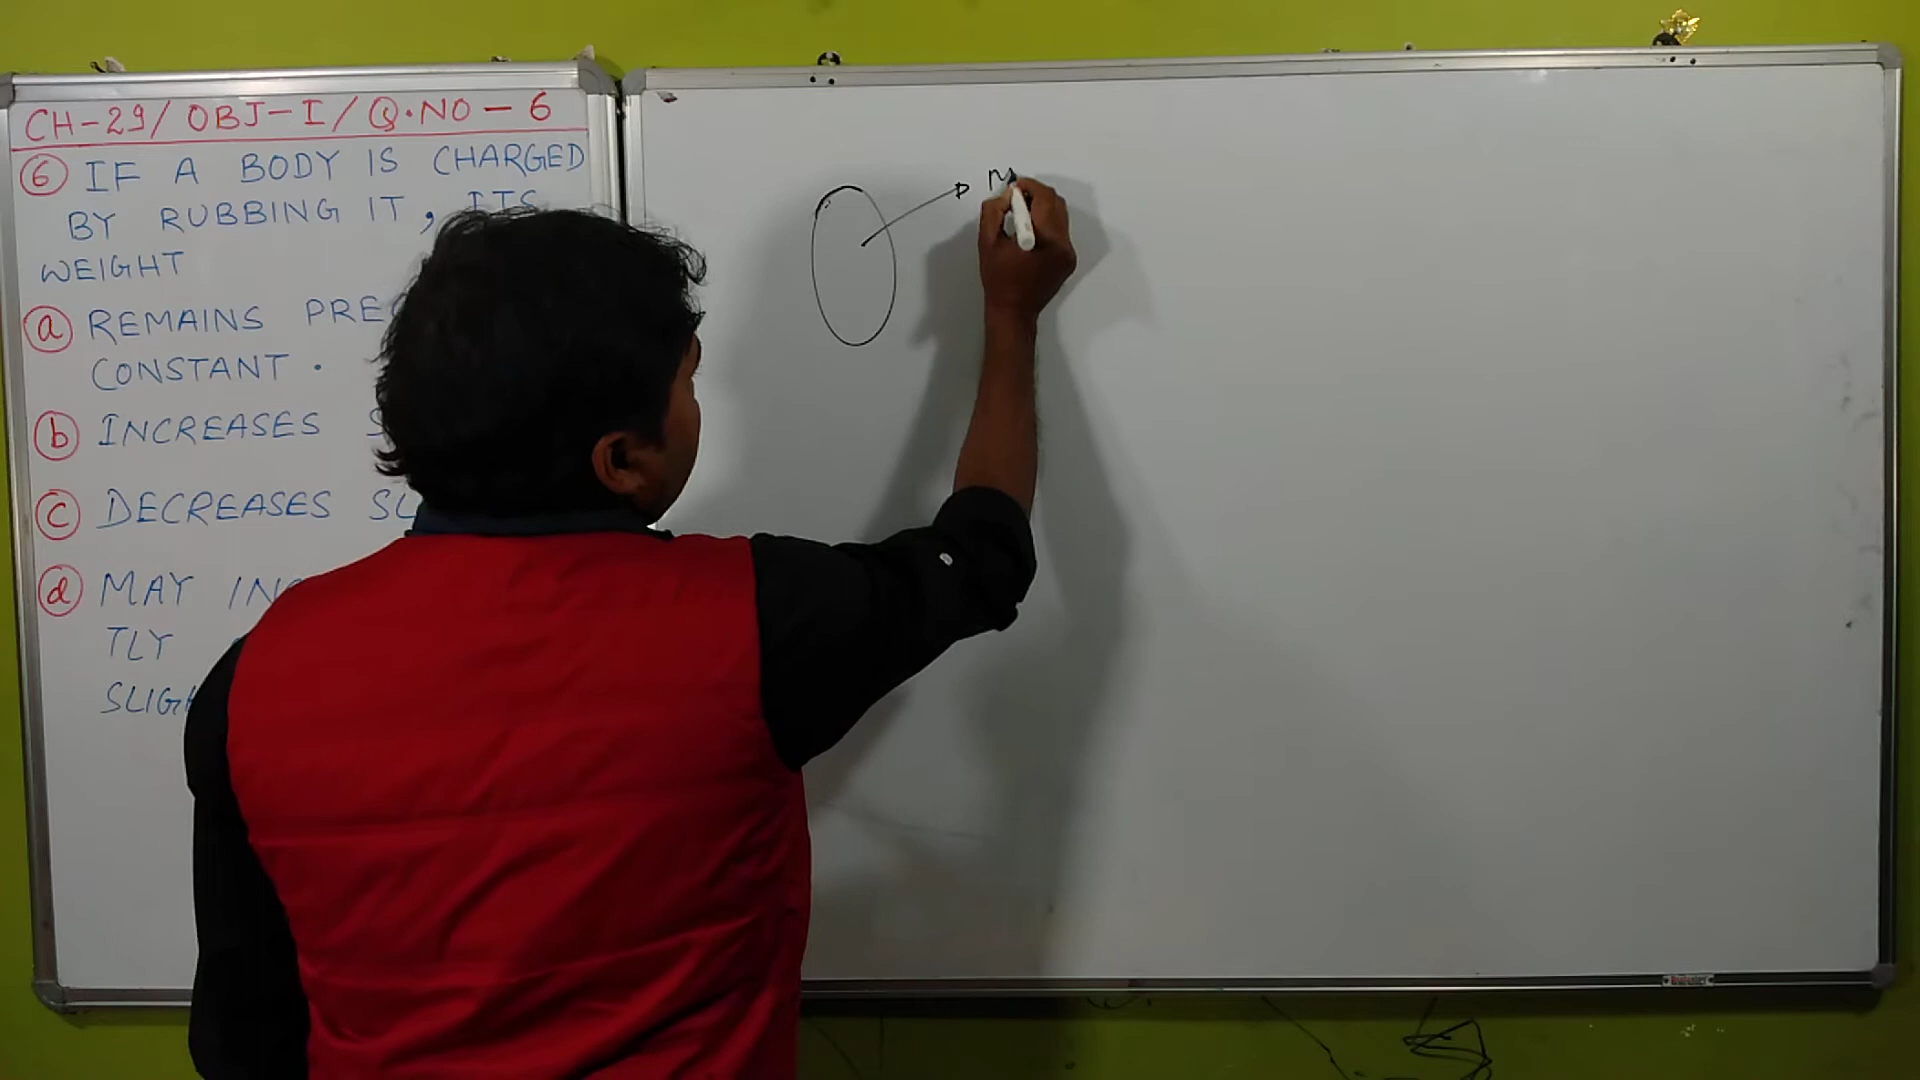 CH-29/ OBJ-I/ Q.NO - 6
6 IF A BODY IS CHARGED
BY RUBBING IT, ITS
WEIGHT
a REMAINS
CONSTANT.
b INCREASES
c DECREASES
d MAY
TLY
M